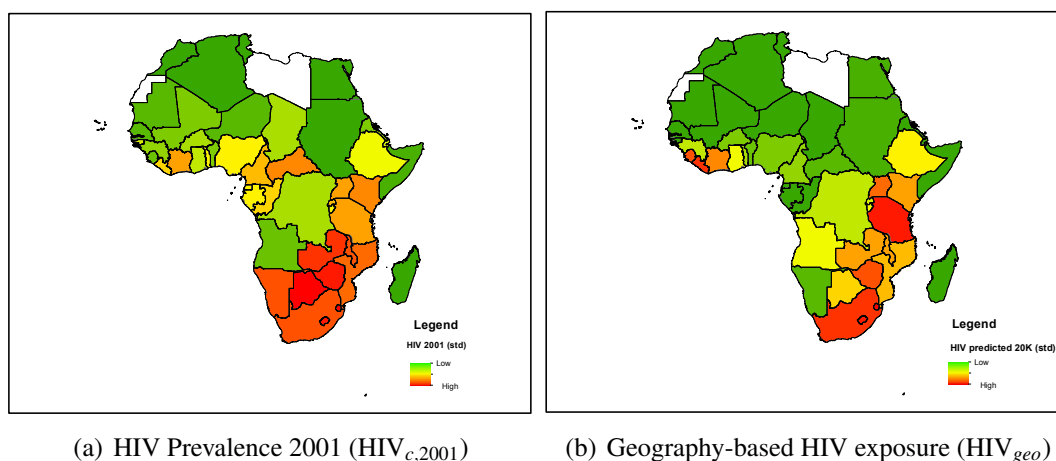 Legend
HIV 2001 (std)
Low
High
Legend
HIV predicted 20K (std)
Low
High
(a) HIV Prevalence 2001 (HIVc,2001)
(b) Geography-based HIV exposure (HIVgeo)